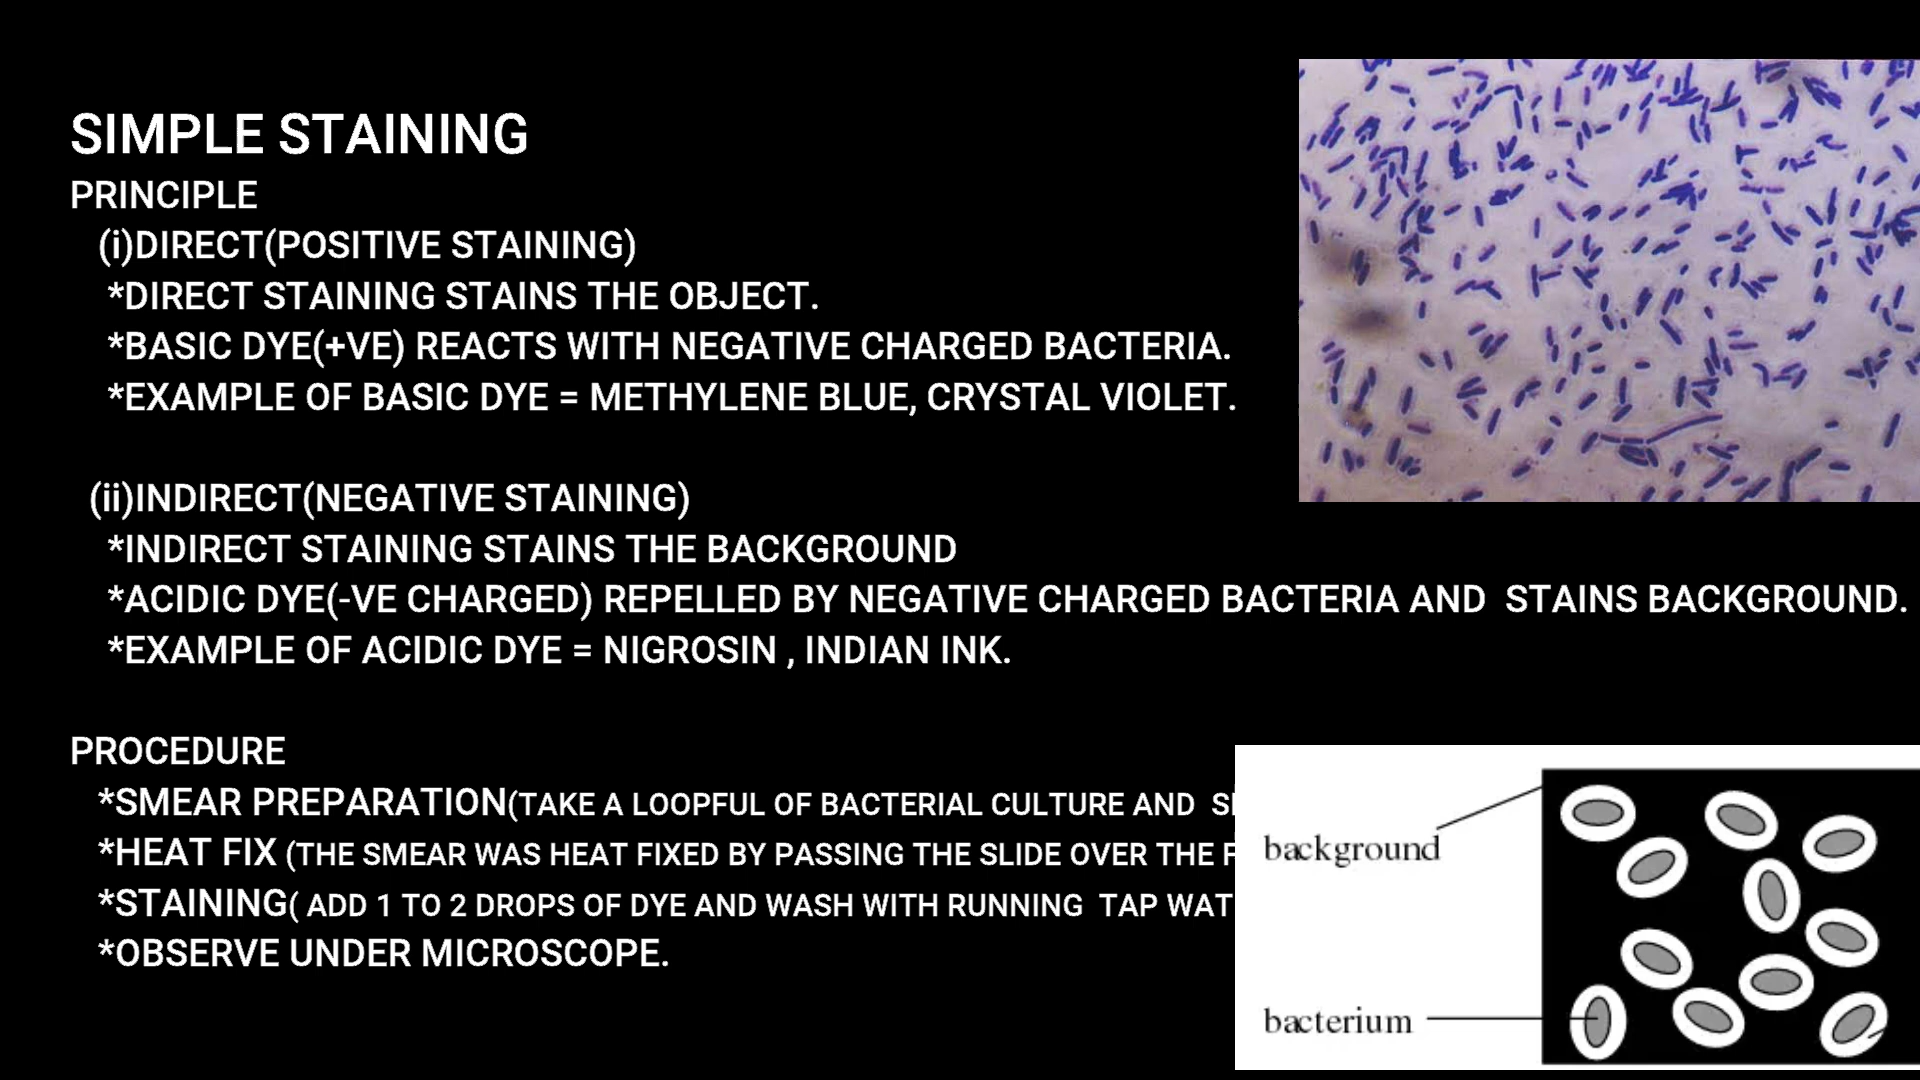 SIMPLE STAINING
PRINCIPLE
(i)DIRECT(POSITIVE STAINING)
*DIRECT STAINING STAINS THE OBJECT.
*BASIC DYE(+VE) REACTS WITH NEGATIVE CHARGED BACTERIA.
*EXAMPLE OF BASIC DYE = METHYLENE BLUE, CRYSTAL VIOLET.
(ii)INDIRECT(NEGATIVE STAINING)
*INDIRECT STAINING STAINS THE BACKGROUND
*ACIDIC DYE(-VE CHARGED) REPELLED BY NEGATIVE CHARGED BACTERIA AND STAINS BACKGROUND.
*EXAMPLE OF ACIDIC DYE = NIGROSIN , INDIAN INK.
PROCEDURE
*SMEAR PREPARATION(TAKE A LOOPFUL OF BACTERIAL CULTURE AND
*HEAT FIX (THE SMEAR WAS HEAT FIXED BY PASSING THE SLIDE OVER THE
*STAINING( ADD 1 TO 2 DROPS OF DYE AND WASH WITH RUNNING TAP
*OBSERVE UNDER MICROSCOPE.
background
bacterium